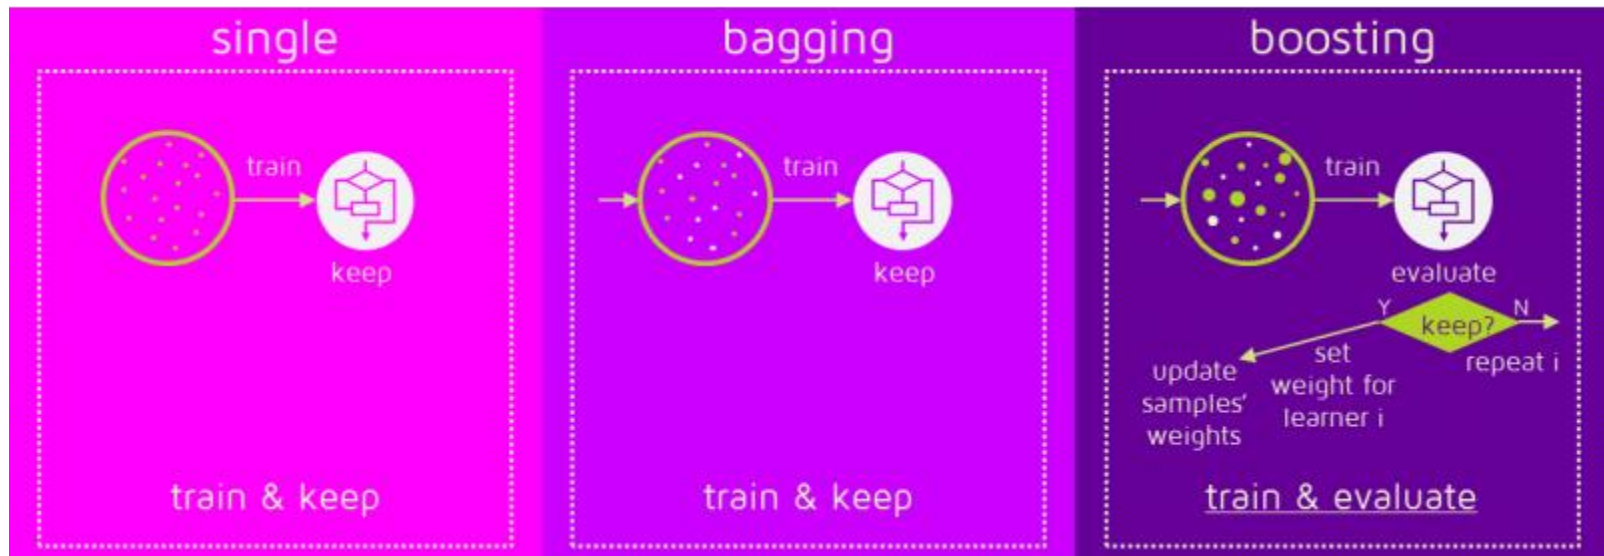 single
train
keep
train & keep
bagging
train
keep
train & keep
boosting
train
evaluate
Y
keep?
N
repeat i
set
weight for
learner i
update
samples'
weights
train & evaluate